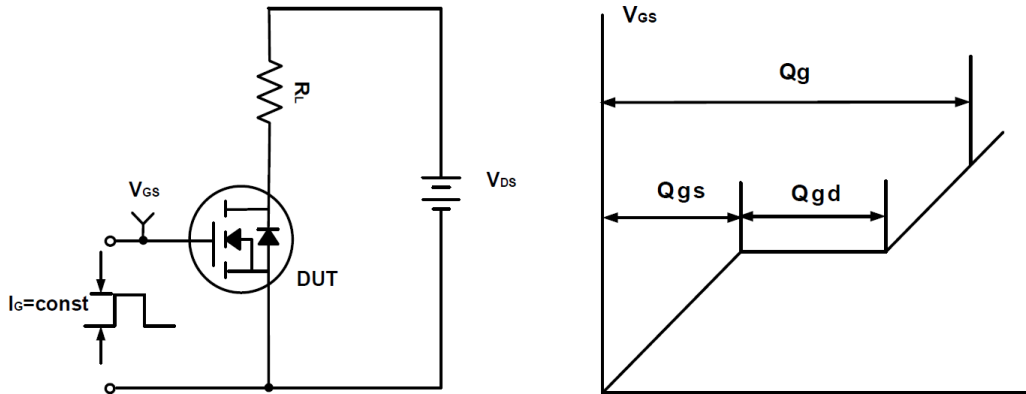 RL
VGS
VDS
DUT
IG=const
VGS
Qg
Qgs
Qgd